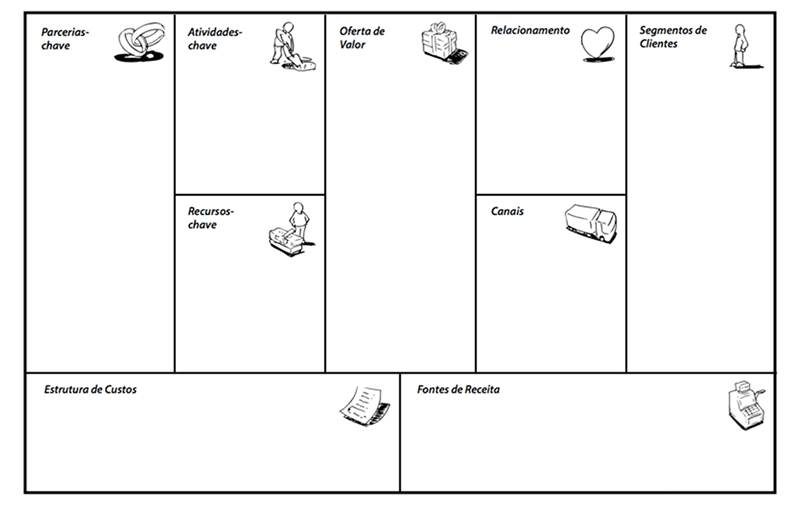 Parcerias-
chave
Atividades-
chave
Oferta de
Valor
Relacionamento
Segmentos de
Clientes
Recursos-
chave
Canais
Estrutura de Custos
Fontes de Receita